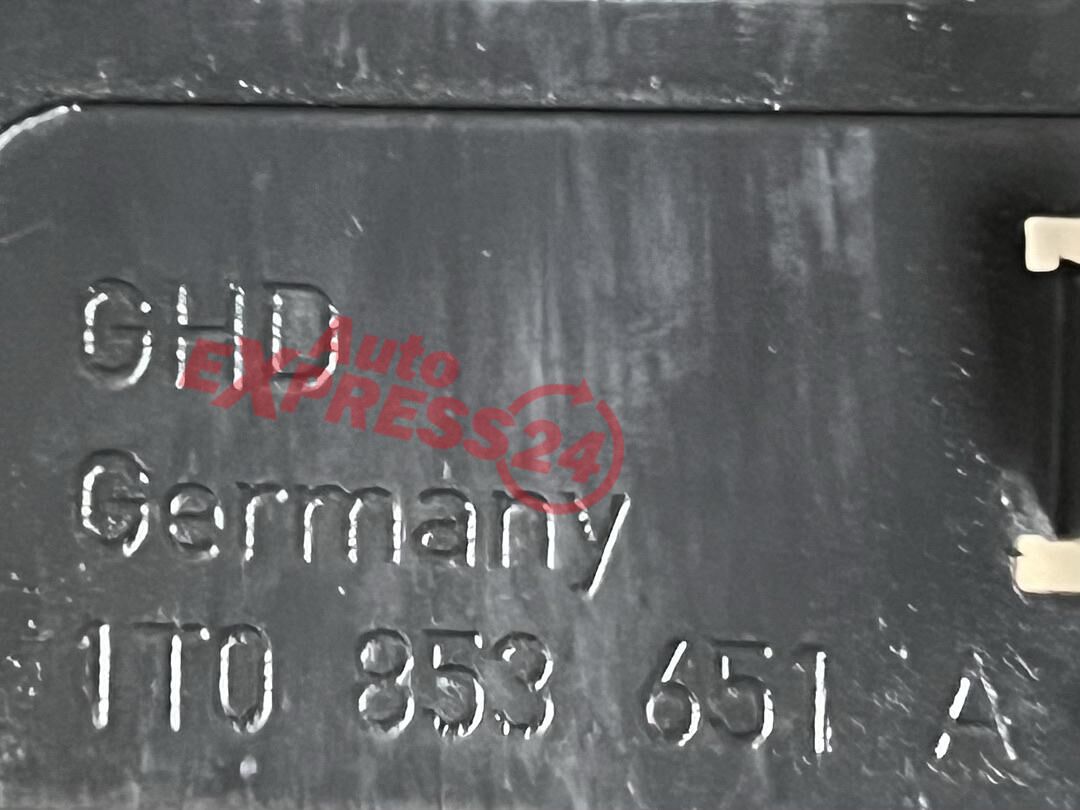 GHD
Auto
EXPRESS24
Germany
1T0 853 651 A